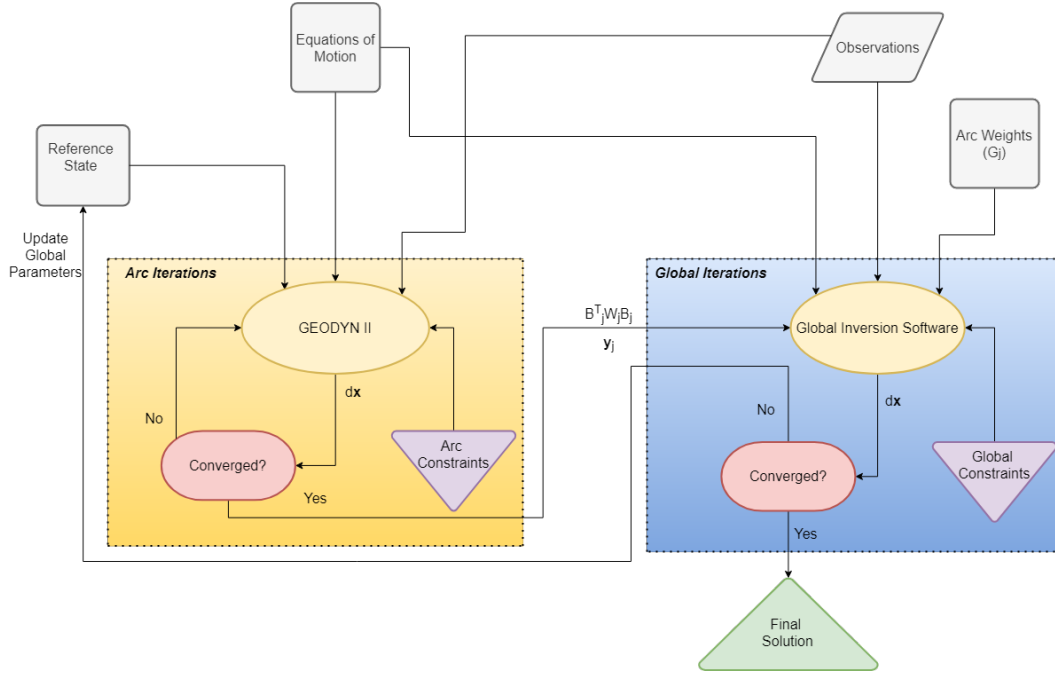 Equations of
Motion
Observations
Arc Weights
(Gj)
Reference
State
Update
Global
Parameters
Arc Iterations
GEODYN II
No
dx
Converged?
Yes
Arc
Constraints
BᵀjWjBj
yj
Global Iterations
Global Inversion Software
No
dx
Converged?
Yes
Global
Constraints
Final
Solution